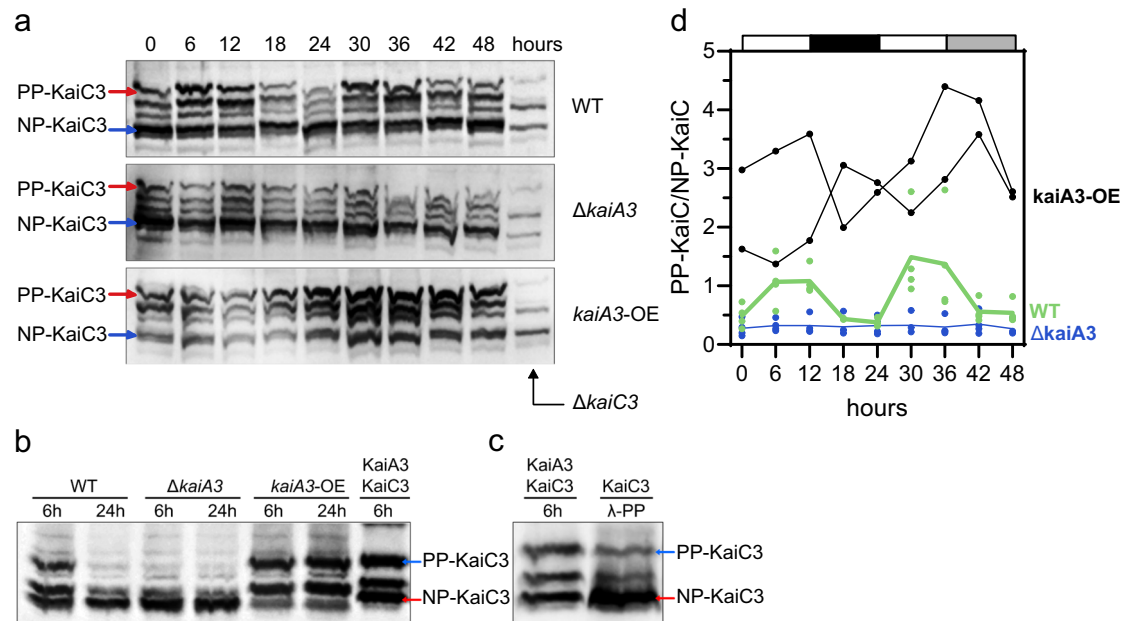 a
0 6 12 18 24 30 36 42 48 hours
PP-KaiC3
NP-KaiC3
WT
PP-KaiC3
NP-KaiC3
ΔkaiA3
PP-KaiC3
NP-KaiC3
kaiA3-OE
ΔkaiC3
b
WT ΔkaiA3 kaiA3-OE KaiA3
KaiC3
6h 24h 6h 24h 6h 24h 6h
PP-KaiC3
NP-KaiC3
c
KaiA3
KaiC3
KaiC3
6h λ-PP
PP-KaiC3
NP-KaiC3
d
PP-KaiC/NP-KaiC
5
4
3
2
1
0
kaiA3-OE
WT
ΔkaiA3
0 6 12 18 24 30 36 42 48
hours